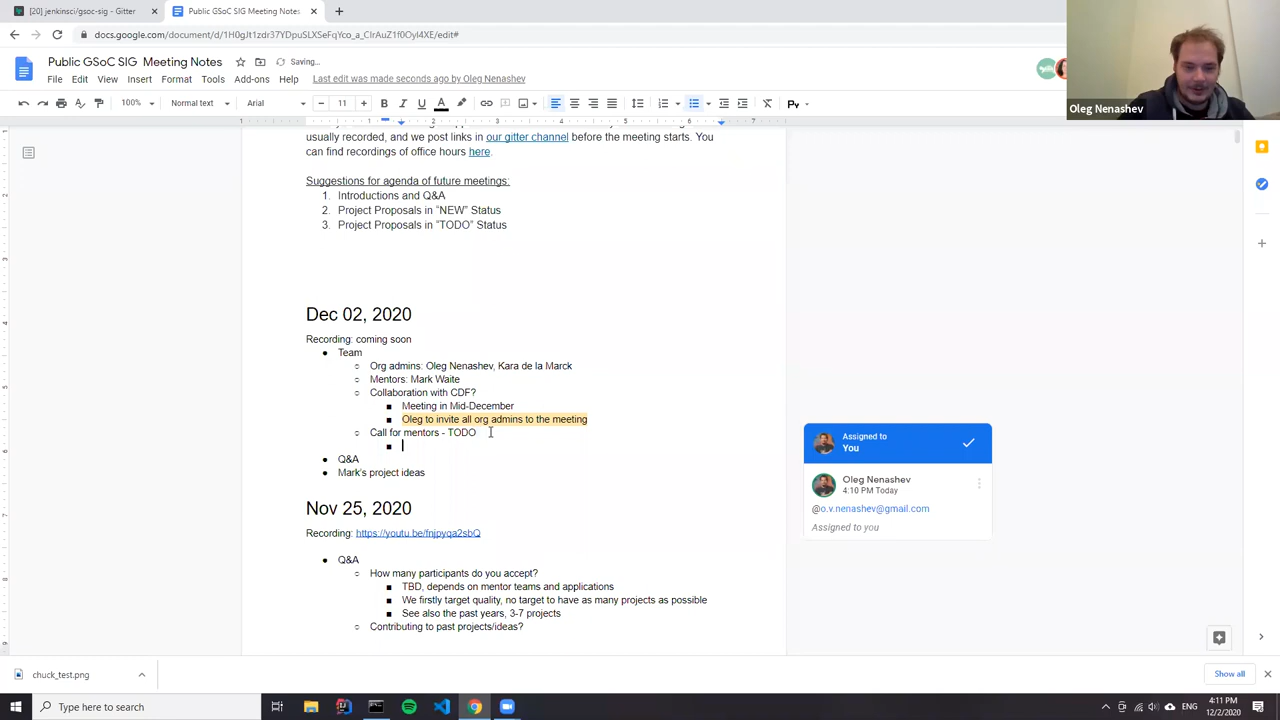 [20] jenkinsci/gsoc-sig - Gitter
Public GSoC SIG Meeting Notes
docs.google.com/document/d/1H0gJt1zdr37YDpuSLXSeFqYco_a_ClrAuZ1f0OyI4XE/edit#
Public GSoC SIG Meeting Notes
Saving...
File Edit View Insert Format Tools Add-ons Help Last edit was made seconds ago by Oleg Nenashev
100% Normal text Arial 11
Oleg Nenashev
usually recorded, and we post links in our gitter channel before the meeting starts. You
can find recordings of office hours here.
Suggestions for agenda of future meetings:
1. Introductions and Q&A
2. Project Proposals in "NEW" Status
3. Project Proposals in "TODO" Status
Dec 02, 2020
Recording: coming soon
Team
Org admins: Oleg Nenashev, Kara de la Marck
Mentors: Mark Waite
Collaboration with CDF?
Meeting in Mid-December
Oleg to invite all org admins to the meeting
Call for mentors - TODO
Q&A
Mark's project ideas
Nov 25, 2020
Recording: https://youtu.be/fnjpyqa2sbQ
Q&A
How many participants do you accept?
TBD, depends on mentor teams and applications
We firstly target quality, no target to have as many projects as possible
See also the past years, 3-7 projects
Contributing to past projects/ideas?
Assigned to
You
Oleg Nenashev
4:10 PM Today
@o.v.nenashev@gmail.com
Assigned to you
chuck_test.png
Show all
Type here to search
ENG
4:11 PM
12/2/2020